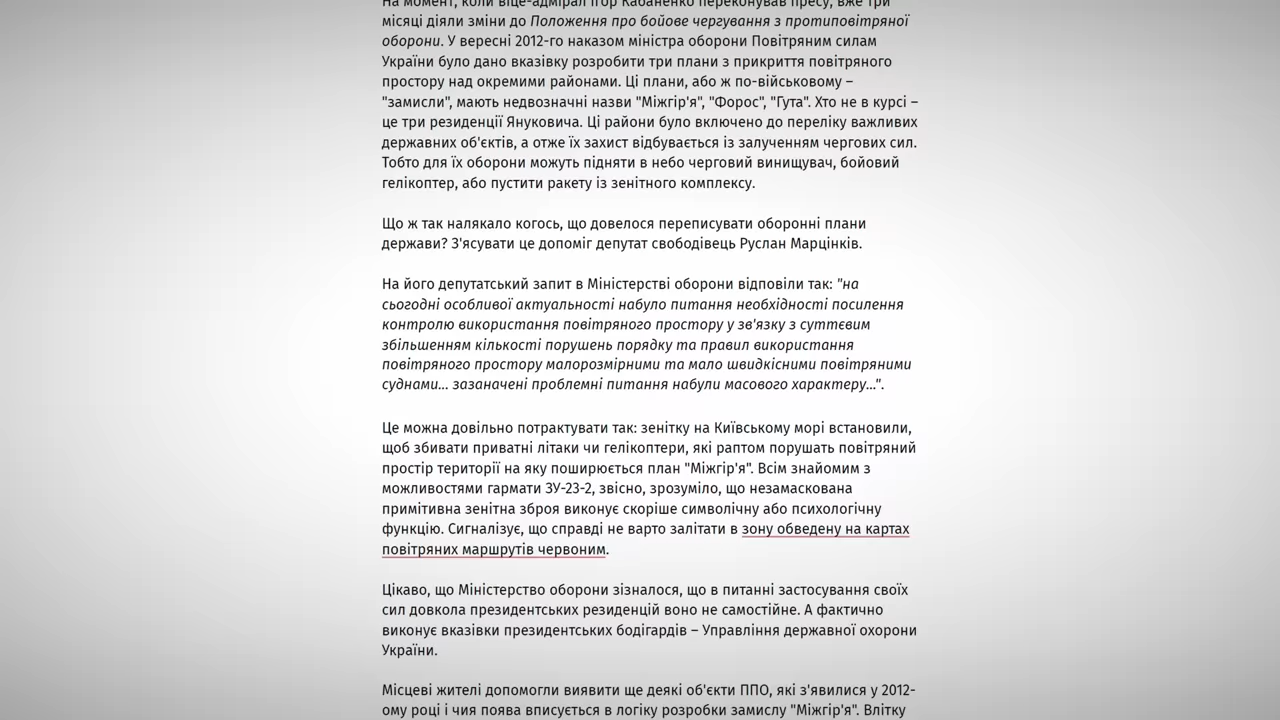 На момент, коли віце-адмірал Ігор Кабаненко переконував пресу, вже три
місяці діяли зміни до Положення про бойове чергування з протиповітряної
оборони. У вересні 2012-го наказом міністра оборони Повітряним силам
України було дано вказівку розробити три плани з прикриття повітряного
простору над окремими районами. Ці плани, або ж по-військовому –
"замисли", мають недвозначні назви "Міжгір'я", "Форос", "Гута". Хто не в курсі –
це три резиденції Януковича. Ці райони було включено до переліку важливих
державних об'єктів, а отже їх захист відбувається із залученням чергових сил.
Тобто для їх оборони можуть підняти в небо черговий винищувач, бойовий
гелікоптер, або пустити ракету із зенітного комплексу.
Що ж так налякало когось, що довелося переписувати оборонні плани
держави? З'ясувати це допоміг депутат свободівець Руслан Марцінків.
На його депутатський запит в Міністерстві оборони відповіли так: "на
сьогодні особливої актуальності набуло питання необхідності посилення
контролю використання повітряного простору у зв'язку з суттєвим
збільшенням кількості порушень порядку та правил використання
повітряного простору малорозмірними та мало швидкісними повітряними
суднами... зазаначені проблемні питання набули масового характеру...".
Це можна довільно потрактувати так: зенітку на Київському морі встановили,
щоб збивати приватні літаки чи гелікоптери, які раптом порушать повітряний
простір території на яку поширюється план "Міжгір'я". Всім знайомим з
можливостями гармати ЗУ-23-2, звісно, зрозуміло, що незамаскована
примітивна зенітна зброя виконує скоріше символічну або психологічну
функцію. Сигналізує, що справді не варто залітати в зону обведену на картах
повітряних маршрутів червоним.
Цікаво, що Міністерство оборони зізналося, що в питанні застосування своїх
сил довкола президентських резиденцій воно не самостійне. А фактично
виконує вказівки президентських бодігардів – Управління державної охорони
України.
Місцеві жителі допомогли виявити ще деякі об'єкти ППО, які з'явилися у 2012-
ому році і чия поява вписується в логіку розробки замислу "Міжгір'я". Влітку